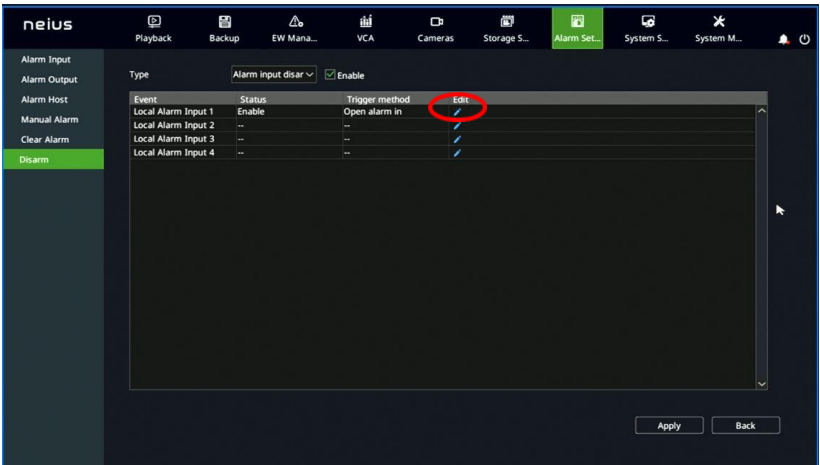 neius
Playback Backup EW Mana... VCA Cameras Storage S... Alarm Set... System S... System M...
Alarm Input
Alarm Output
Alarm Host
Manual Alarm
Clear Alarm
Disarm
Type Alarm input disar Enable
Event Status Trigger method Edit
Local Alarm Input 1 Enable Open alarm in
Local Alarm Input 2 -- --
Local Alarm Input 3 -- --
Local Alarm Input 4 -- --
Apply Back